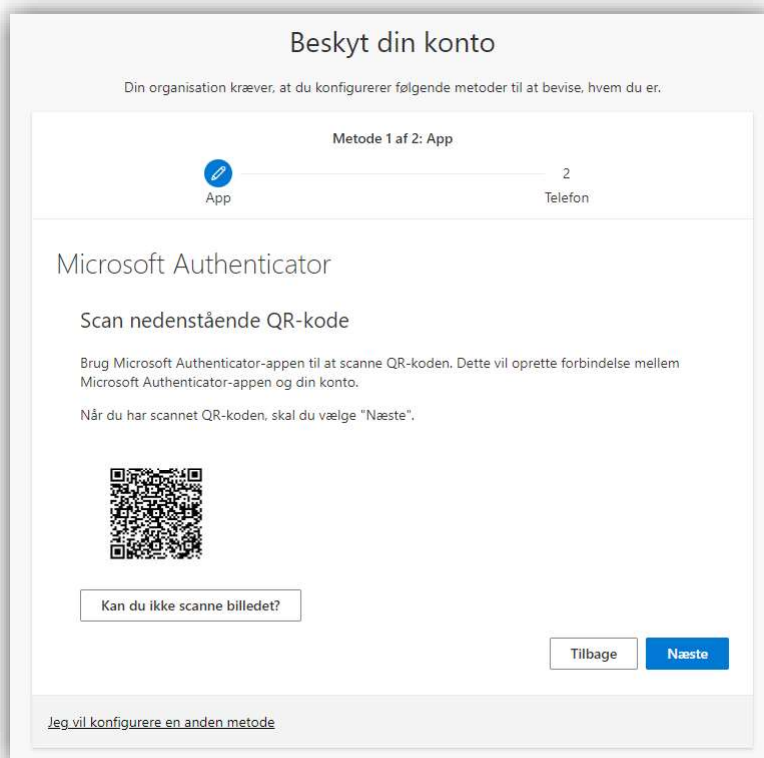 Beskyt din konto
Din organisation kræver, at du konfigurerer følgende metoder til at bevise, hvem du er.
Metode 1 af 2: App
App
2
Telefon
Microsoft Authenticator
Scan nedenstående QR-kode
Brug Microsoft Authenticator-appen til at scanne QR-koden. Dette vil oprette forbindelse mellem
Microsoft Authenticator-appen og din konto.
Når du har scannet QR-koden, skal du vælge "Næste".
Kan du ikke scanne billedet?
Tilbage
Næste
Jeg vil konfigurere en anden metode